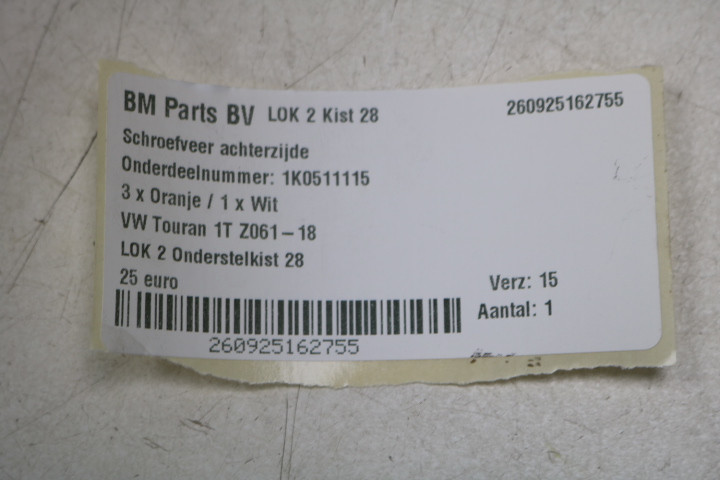 BM Parts BV LOK 2 Kist 28 260925162755
Schroefveer achterzijde
Onderdeelnummer: 1K0511115
3 x Oranje / 1 x Wit
VW Touran 1T Z061-18
LOK 2 Onderstelkist 28
25 euro Verz: 15
Aantal: 1
260925162755